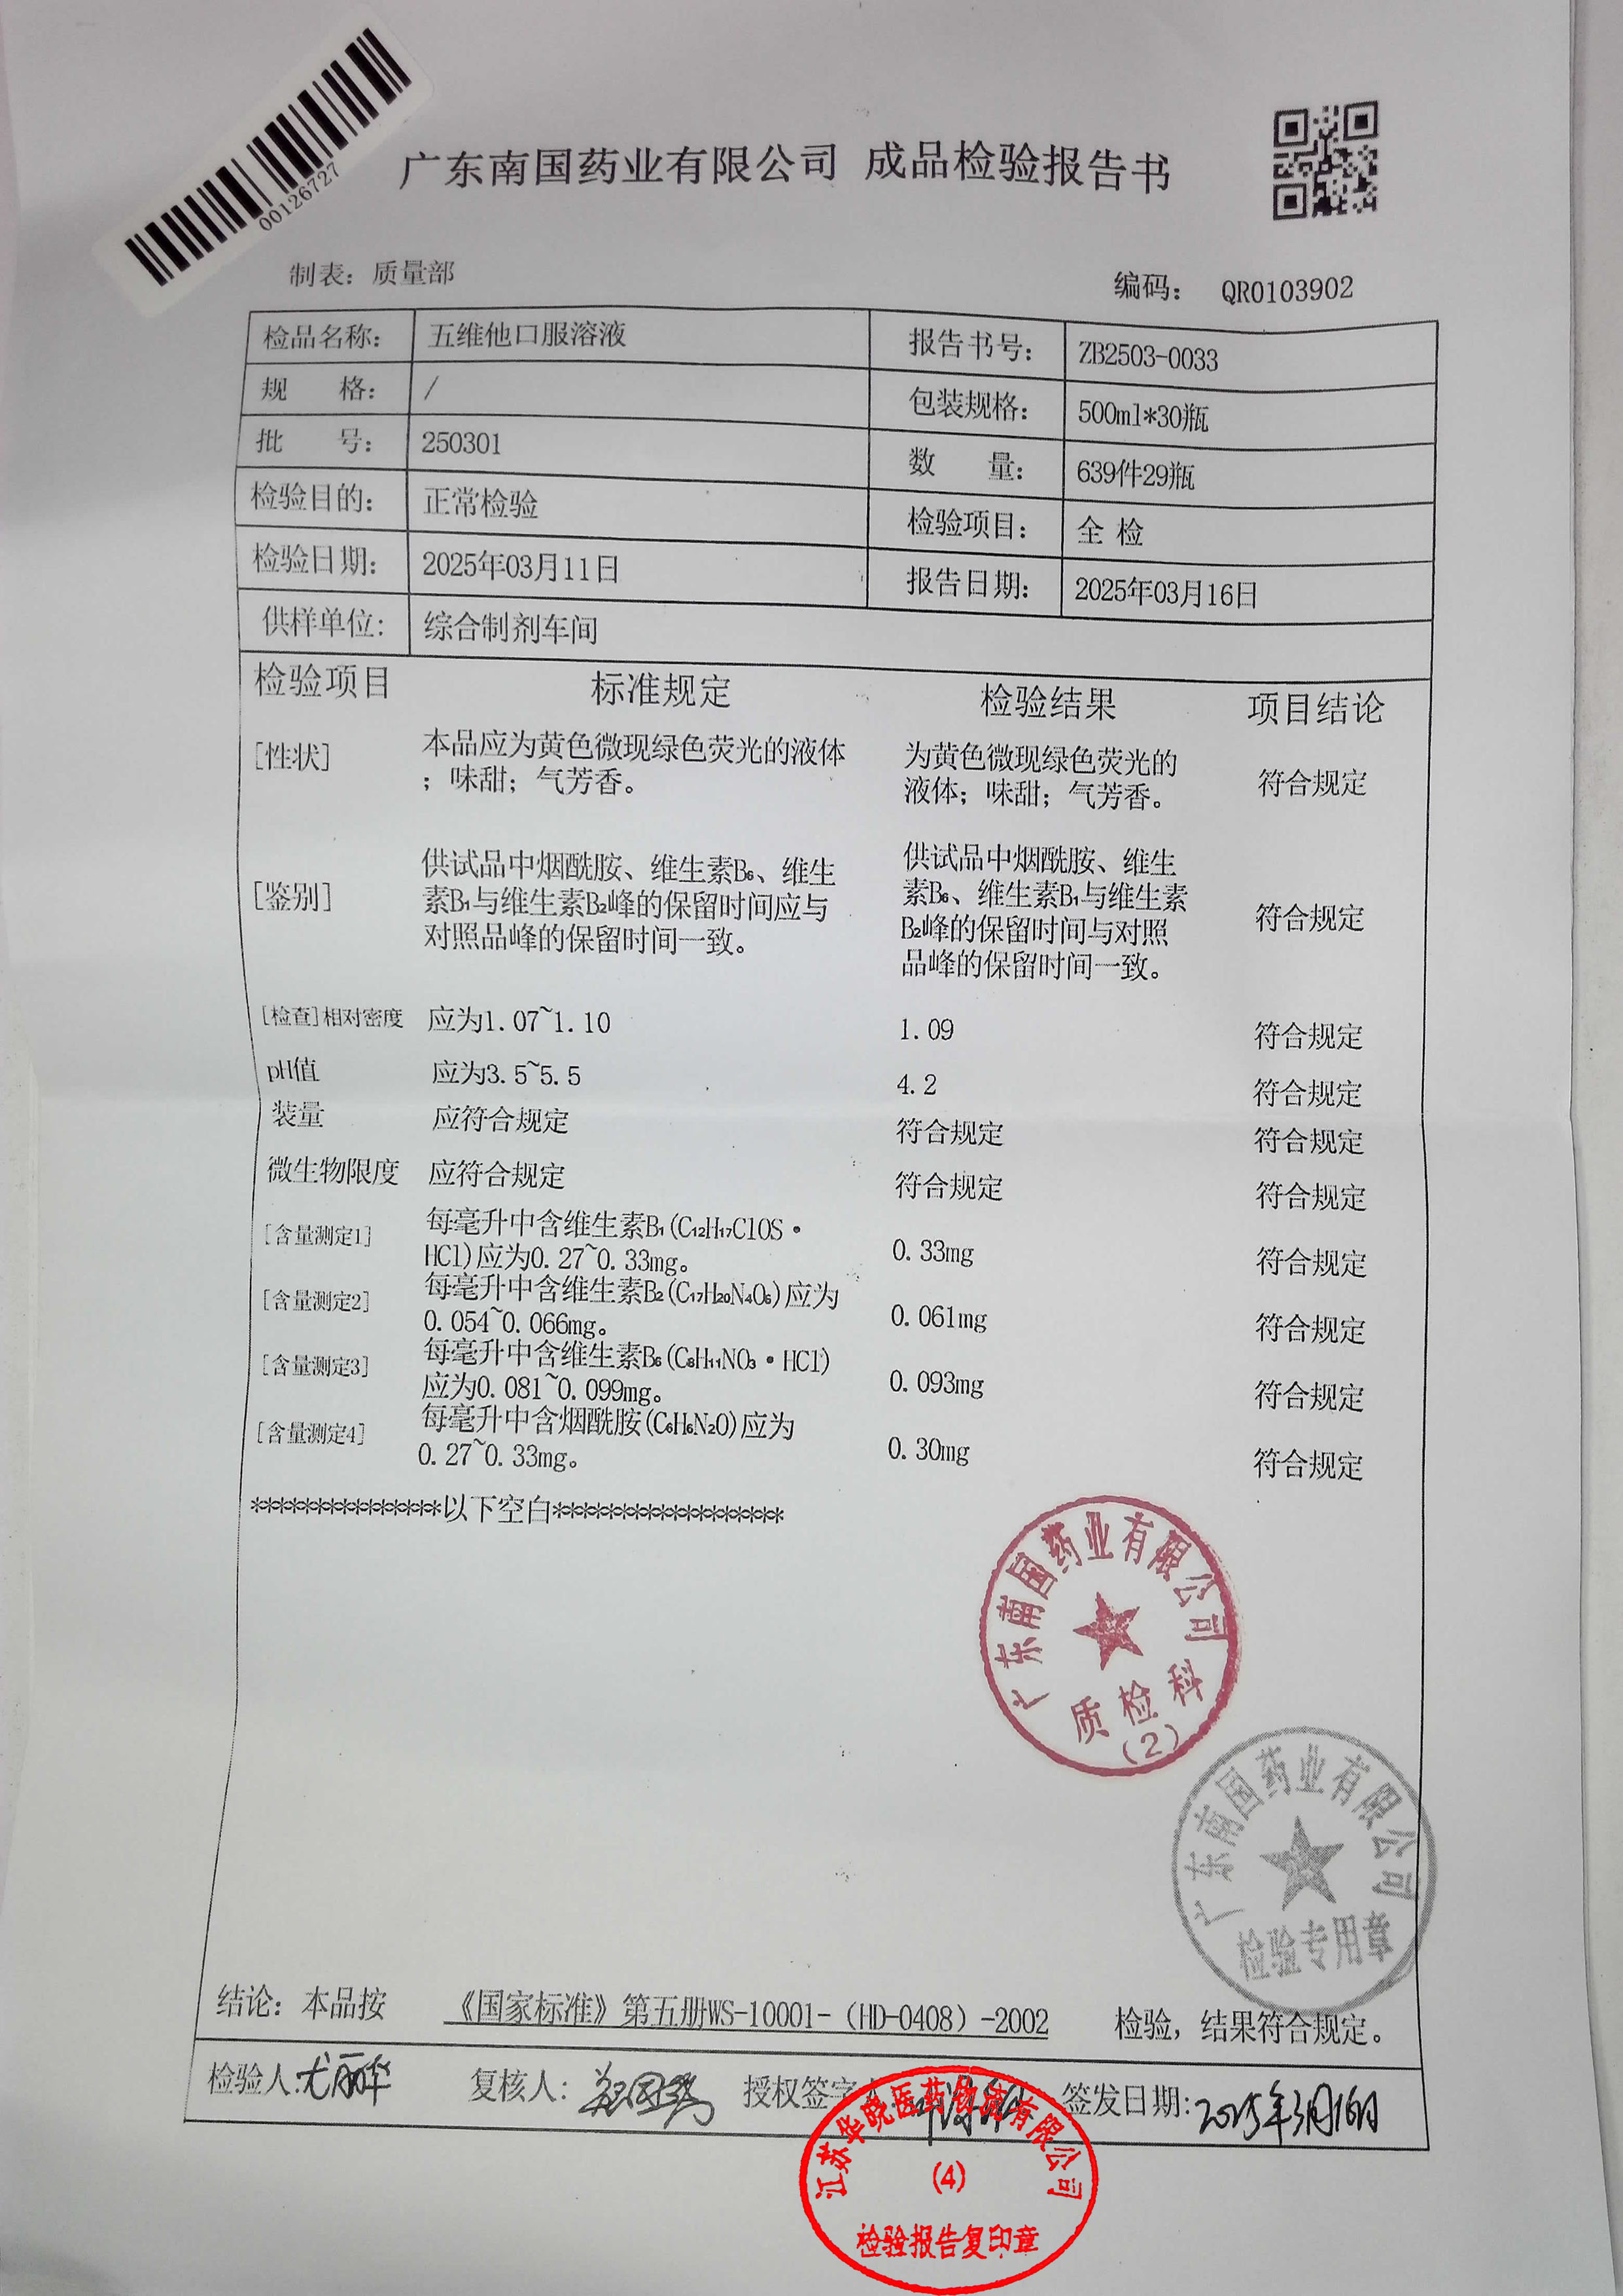 00126727
广东南国药业有限公司 成品检验报告书
制表：质量部
编码： QR0103902
检品名称： 五维他口服溶液 报告书号： ZB2503-0033
规 格： / 包装规格： 500ml*30瓶
批 号： 250301 数 量： 639件29瓶
检验目的： 正常检验 检验项目： 全 检
检验日期： 2025年03月11日 报告日期： 2025年03月16日
供样单位： 综合制剂车间
检验项目 标准规定 检验结果 项目结论
[性状] 本品应为黄色微现绿色荧光的液体 为黄色微现绿色荧光的 符合规定
；味甜；气芳香。 液体；味甜；气芳香。
[鉴别] 供试品中烟酰胺、维生素B₆、维生 供试品中烟酰胺、维生 符合规定
素B₁与维生素B₂峰的保留时间应与 素B₆、维生素B₁与维生素
对照品峰的保留时间一致。 B₂峰的保留时间与对照
品峰的保留时间一致。
[检查]相对密度 应为1.07~1.10 1.09 符合规定
pH值 应为3.5~5.5 4.2 符合规定
装量 应符合规定 符合规定 符合规定
微生物限度 应符合规定 符合规定 符合规定
[含量测定1] 每毫升中含维生素B₁(C₁₂H₁₇ClOS· 0.33mg 符合规定
HCl)应为0.27~0.33mg。
[含量测定2] 每毫升中含维生素B₂(C₁₇H₂₀N₄O₆)应为 0.061mg 符合规定
0.054~0.066mg。
[含量测定3] 每毫升中含维生素B₆(C₈H₁₁NO₃·HCl) 0.093mg 符合规定
应为0.081~0.099mg。
[含量测定4] 每毫升中含烟酰胺(C₆H₆N₂O)应为 0.30mg 符合规定
0.27~0.33mg。
****************以下空白*******************
广东南国药业有限公司
质检科
(2)
广东南国药业有限公司
检验专用章
结论：本品按 《国家标准》第五册WS-10001-（HD-0408）-2002 检验，结果符合规定。
检验人：尤丽华 复核人： 授权签字人： 签发日期：2025年3月16日
江苏华晓医药物流有限公司
(4)
检验报告复印章